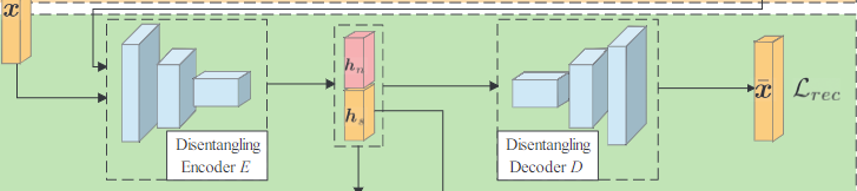 x
h_n
h_s
Disentangling
Encoder E
Disentangling
Decoder D
x̄
ℒ_rec